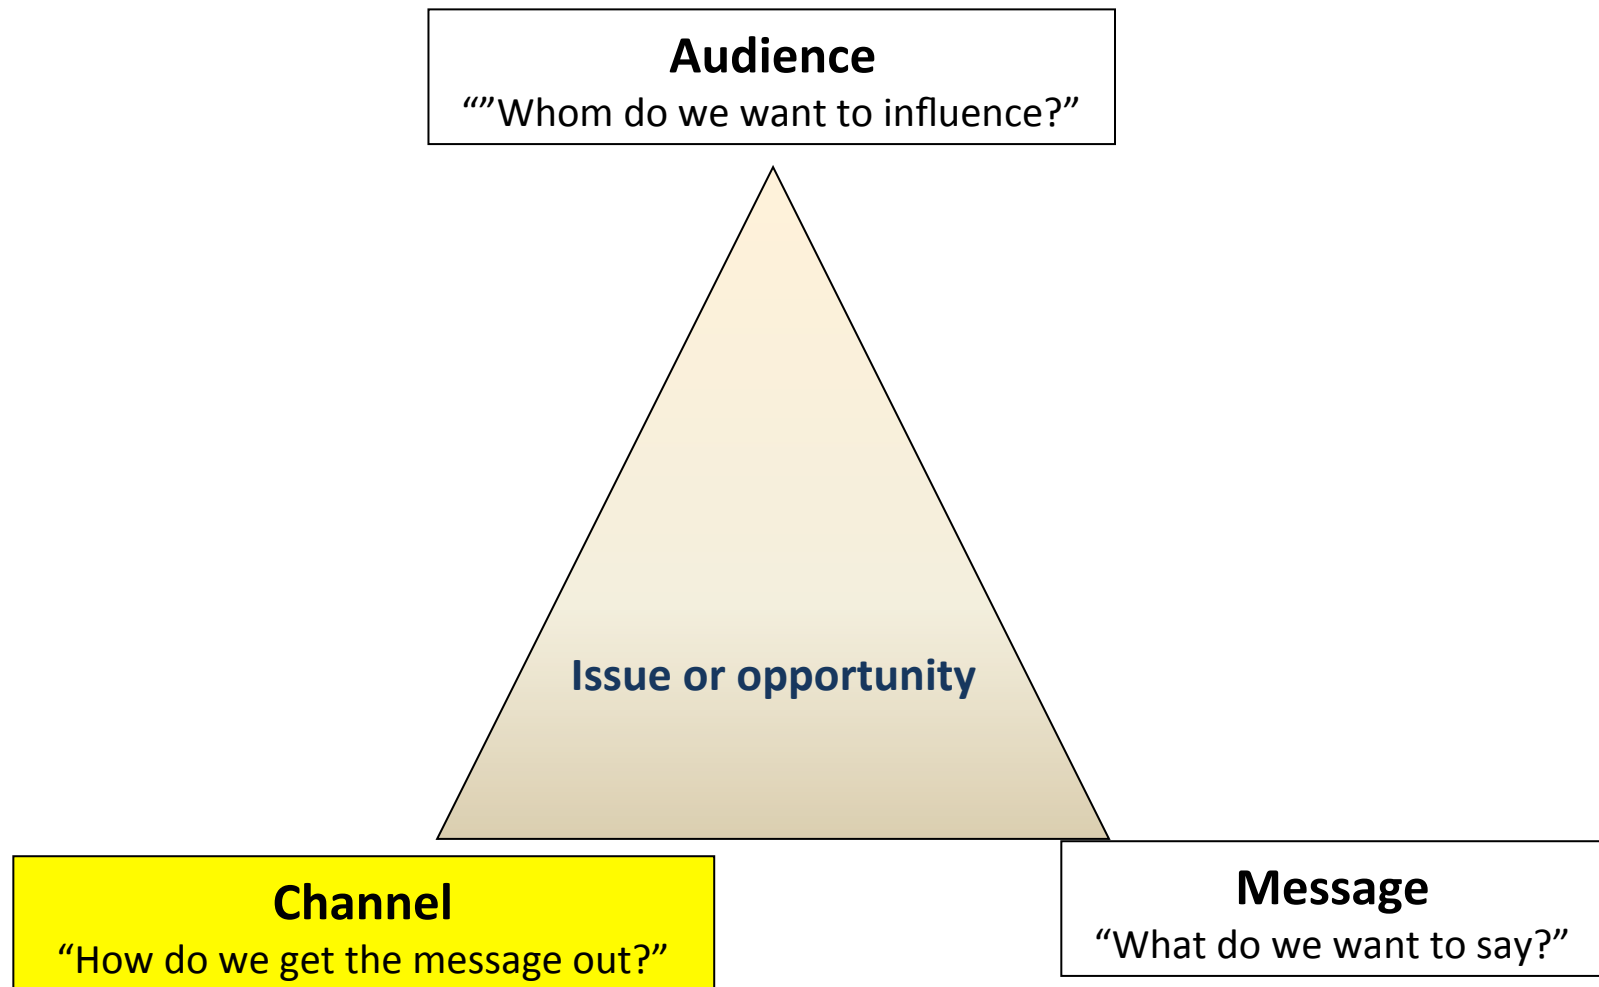 Audience
“”Whom do we want to influence?”
Issue or opportunity
Channel
“How do we get the message out?”
Message
“What do we want to say?”